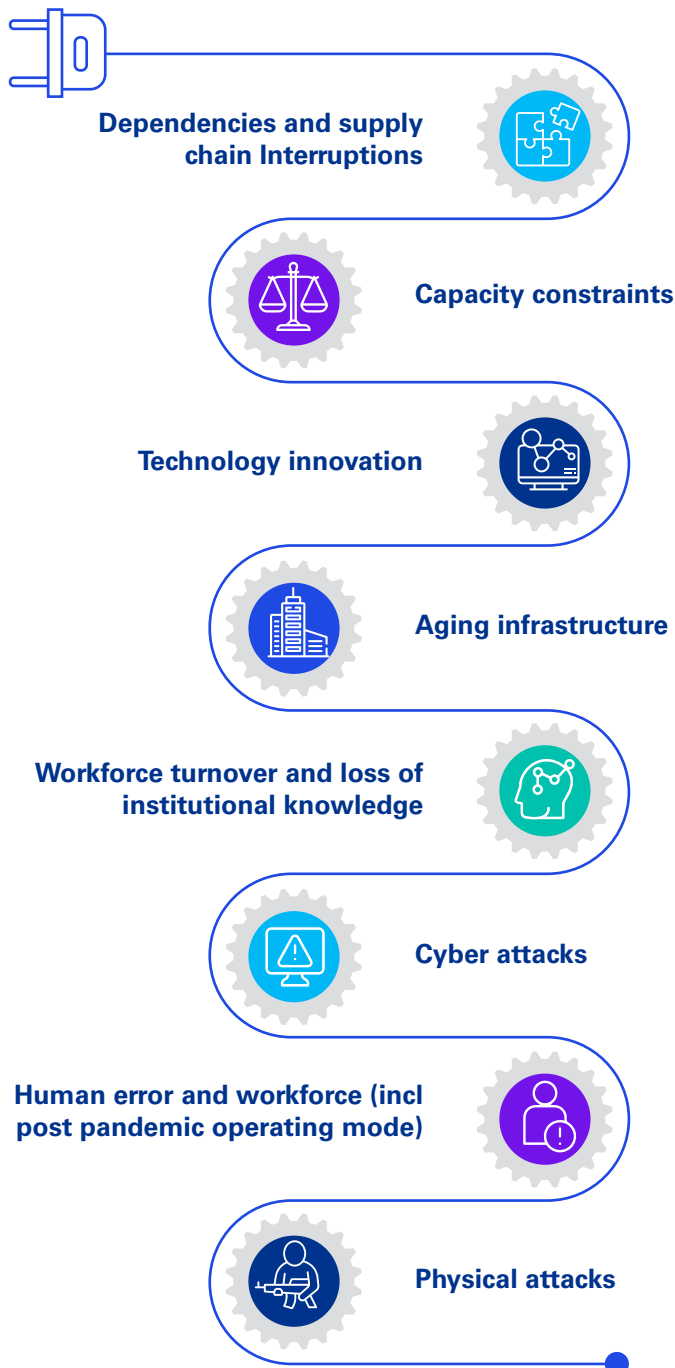 Dependencies and supply
chain Interruptions
Capacity constraints
Technology innovation
Aging infrastructure
Workforce turnover and loss of
institutional knowledge
Cyber attacks
Human error and workforce (incl
post pandemic operating mode)
Physical attacks